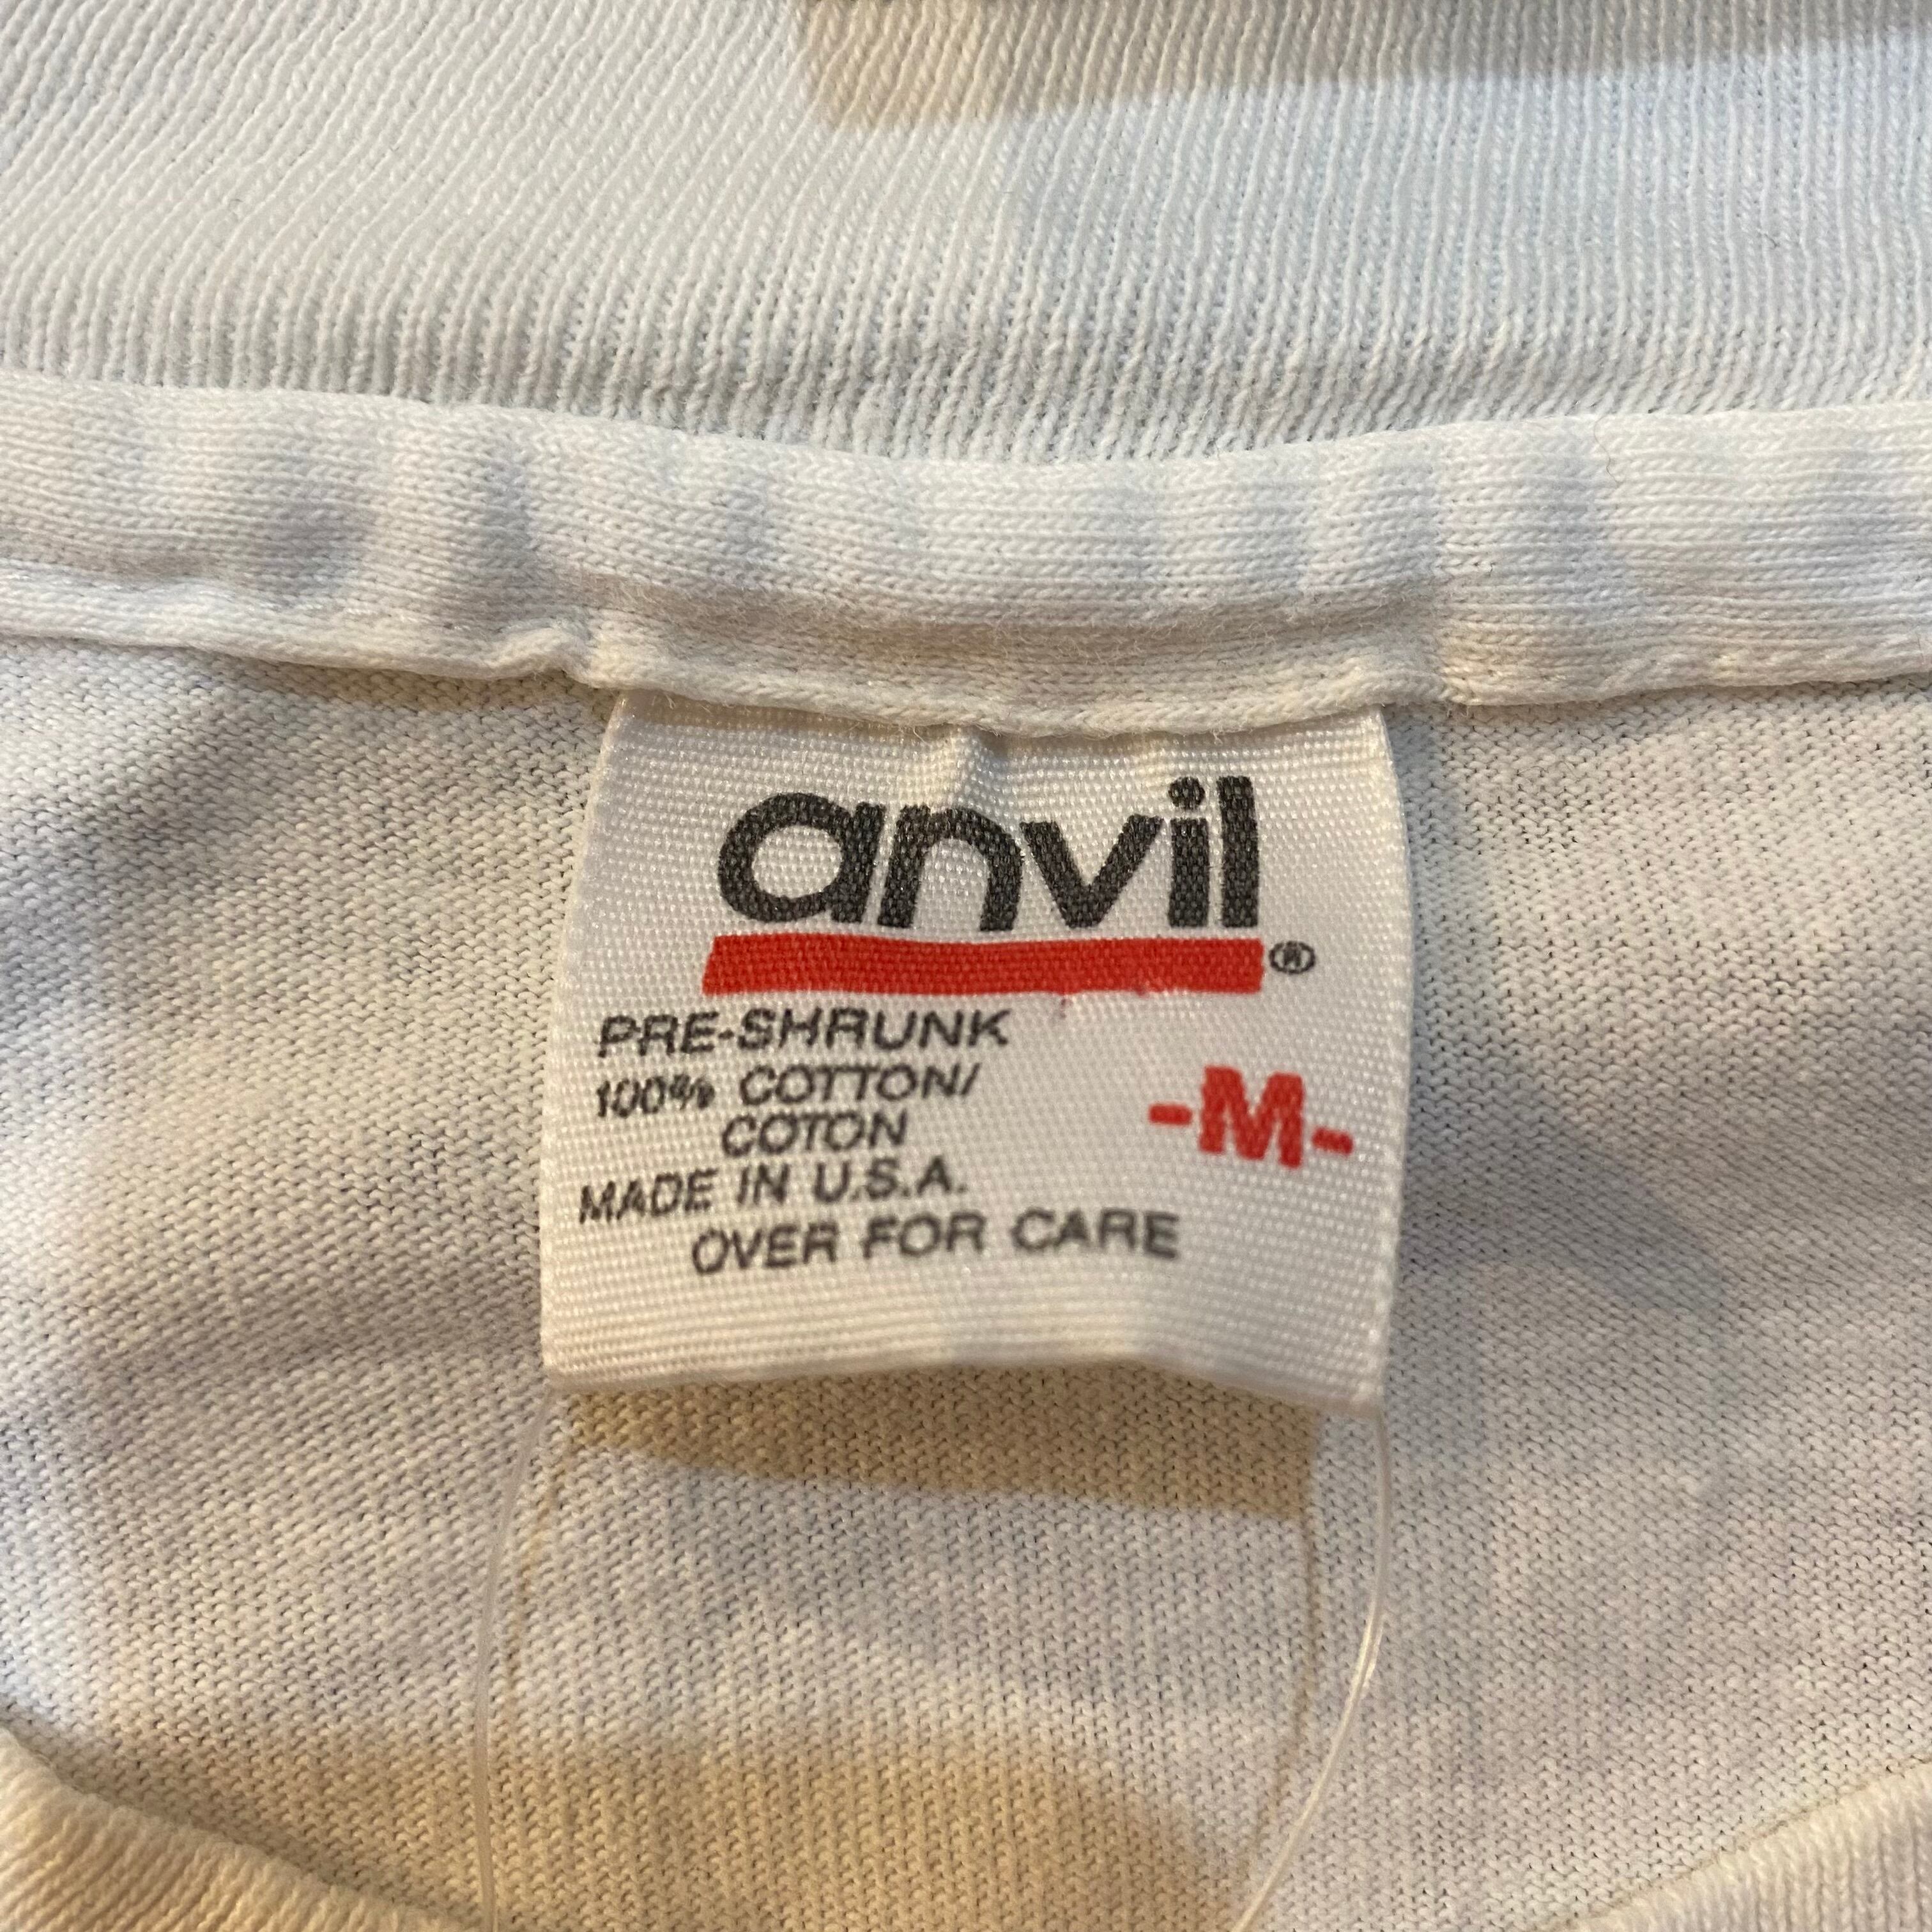 anvil®
PRE-SHRUNK
100% COTTON/
COTON
-M-
MADE IN U.S.A.
OVER FOR CARE